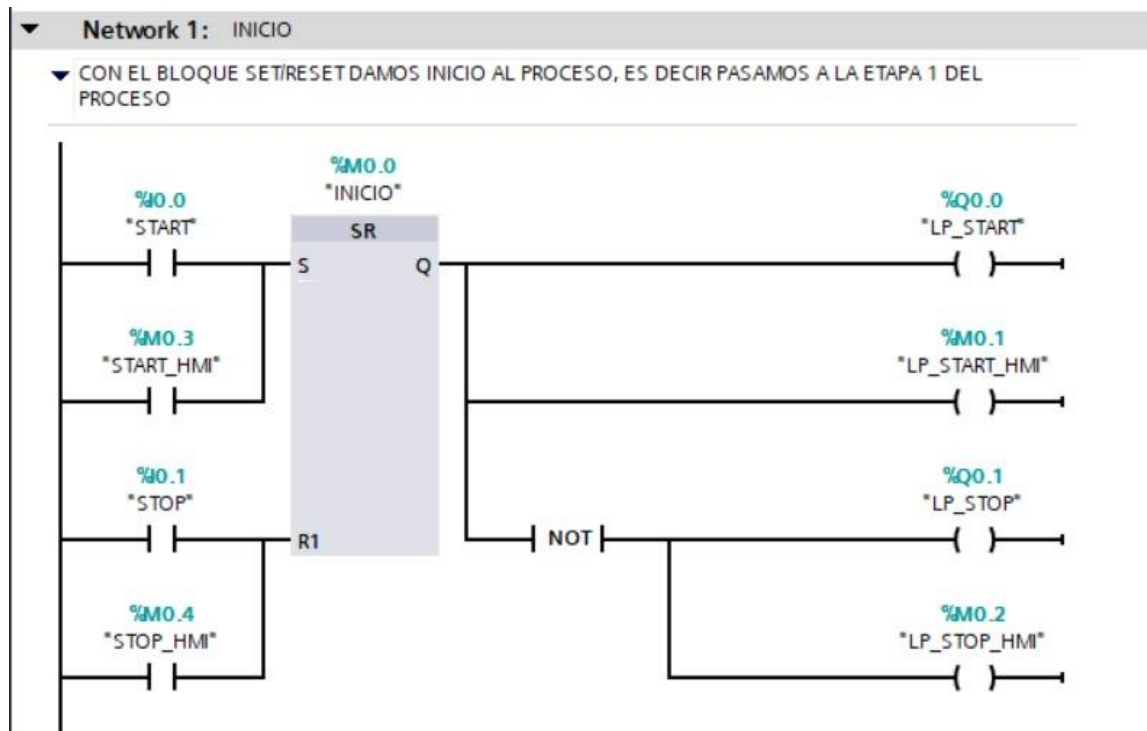 Network 1: INICIO
CON EL BLOQUE SET/RESET DAMOS INICIO AL PROCESO, ES DECIR PASAMOS A LA ETAPA 1 DEL
PROCESO
%M0.0
"INICIO"
%I0.0
"START"
%Q0.0
"LP_START"
SR
S Q
%M0.3
"START_HMI"
%M0.1
"LP_START_HMI"
%I0.1
"STOP"
%Q0.1
"LP_STOP"
R1
NOT
%M0.4
"STOP_HMI"
%M0.2
"LP_STOP_HMI"